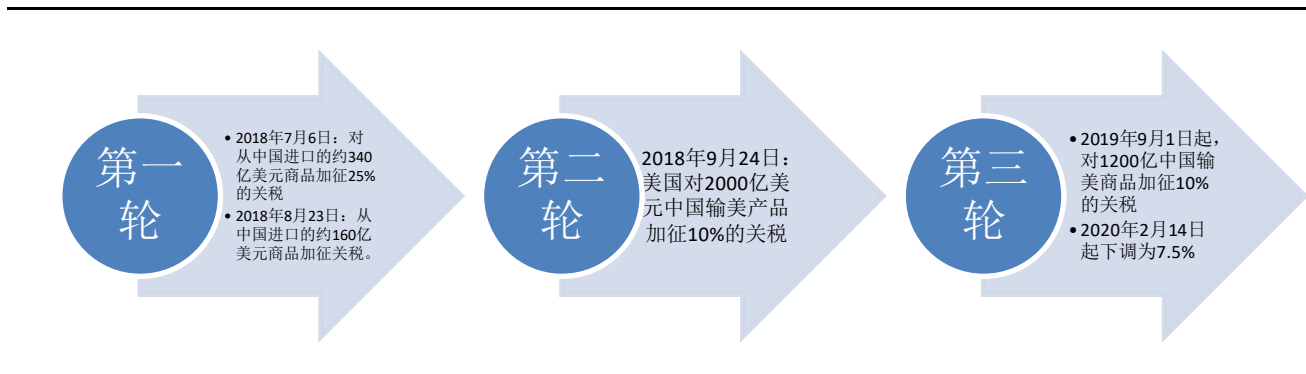 第一
轮
• 2018年7月6日：对
从中国进口的约340
亿美元商品加征25%
的关税
• 2018年8月23日：从
中国进口的约160亿
美元商品加征关税。
第二
轮
2018年9月24日：
美国对2000亿美
元中国输美产品
加征10%的关税
第三
轮
• 2019年9月1日起，
对1200亿中国输
美商品加征10%
的关税
• 2020年2月14日
起下调为7.5%